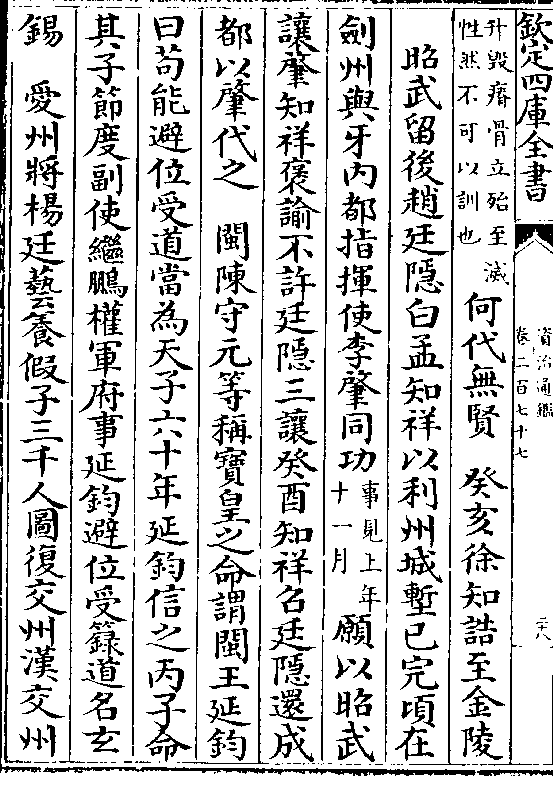 欽定四庫全書
資治通鑑
卷二百七十七
升毀瘠骨立殆至滅
性然不可以訓也
何代無賢　癸亥徐知誥至金陵
昭武留後趙廷隱白孟知祥以利州城塹已完頃在
劍州與牙內都指揮使李肇同功事見上年十一月願以昭武
讓肇知祥褒諭不許廷隱三讓癸酉知祥召廷隱還成
都以肇代之　閩陳守元等稱寶皇之命謂閩王延鈞
曰苟能避位受道當為天子六十年延鈞信之丙子命
其子節度副使繼鵬權軍府事延鈞避位受籙道名玄
錫　愛州將楊廷藝養假子三千人圖復交州漢交州